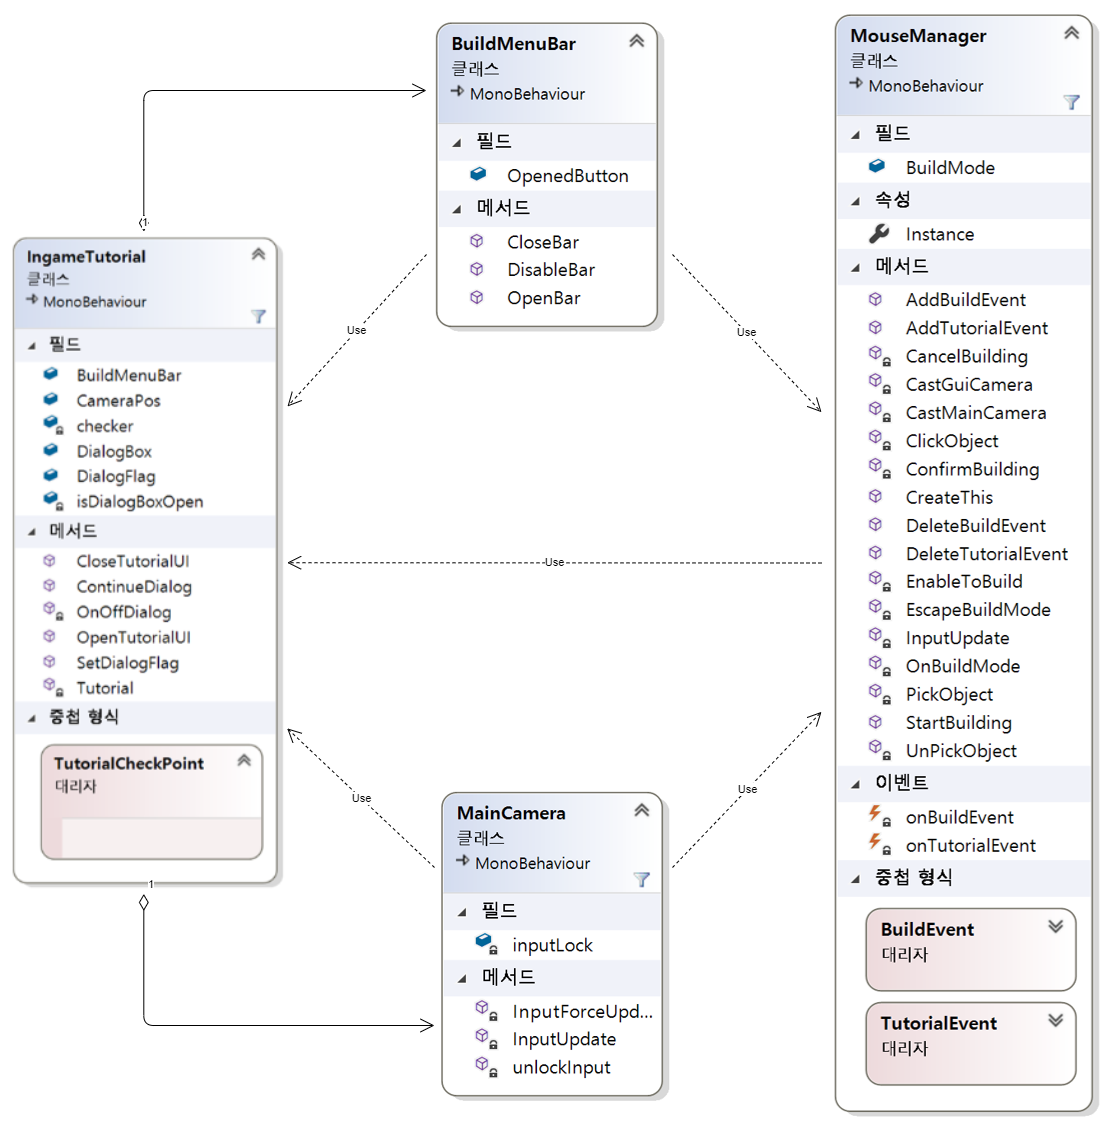 BuildMenuBar
클래스
MonoBehaviour
필드
OpenedButton
메서드
CloseBar
DisableBar
OpenBar
MouseManager
클래스
MonoBehaviour
필드
BuildMode
속성
Instance
메서드
AddBuildEvent
AddTutorialEvent
CancelBuilding
CastGuiCamera
CastMainCamera
ClickObject
ConfirmBuilding
CreateThis
DeleteBuildEvent
DeleteTutorialEvent
EnableToBuild
EscapeBuildMode
InputUpdate
OnBuildMode
PickObject
StartBuilding
UnPickObject
이벤트
onBuildEvent
onTutorialEvent
중첩 형식
BuildEvent
대리자
TutorialEvent
대리자
1
IngameTutorial
클래스
MonoBehaviour
필드
BuildMenuBar
CameraPos
checker
DialogBox
DialogFlag
isDialogBoxOpen
메서드
CloseTutorialUI
ContinueDialog
OnOffDialog
OpenTutorialUI
SetDialogFlag
Tutorial
중첩 형식
TutorialCheckPoint
대리자
1
Use
Use
Use
Use
Use
MainCamera
클래스
MonoBehaviour
필드
inputLock
메서드
InputForceUpd...
InputUpdate
unlockInput